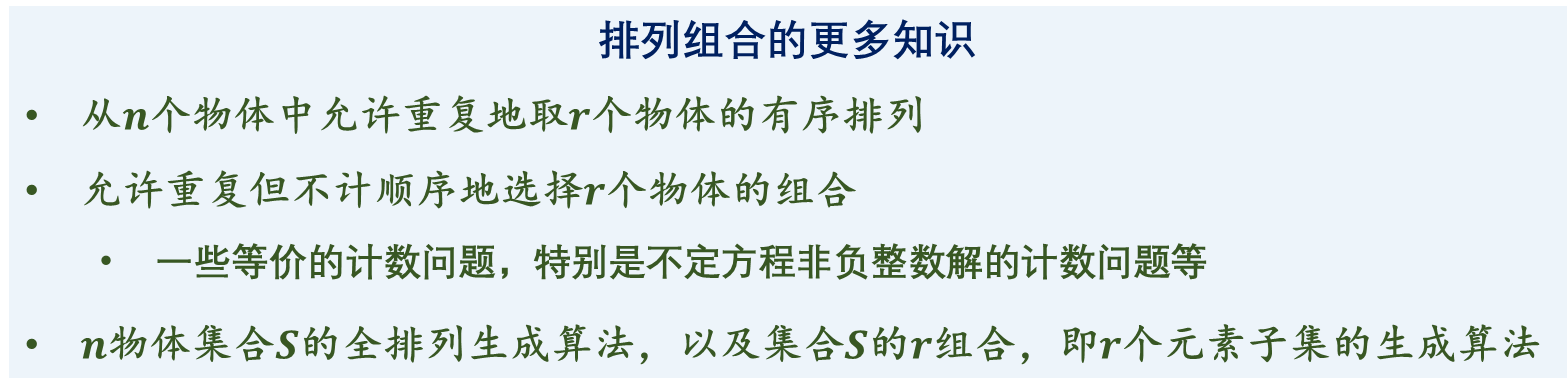 排列组合的更多知识
• 从n个物体中允许重复地取r个物体的有序排列
• 允许重复但不计顺序地选择r个物体的组合
• 一些等价的计数问题，特别是不定方程非负整数解的计数问题等
• n物体集合S的全排列生成算法，以及集合S的r组合，即r个元素子集的生成算法